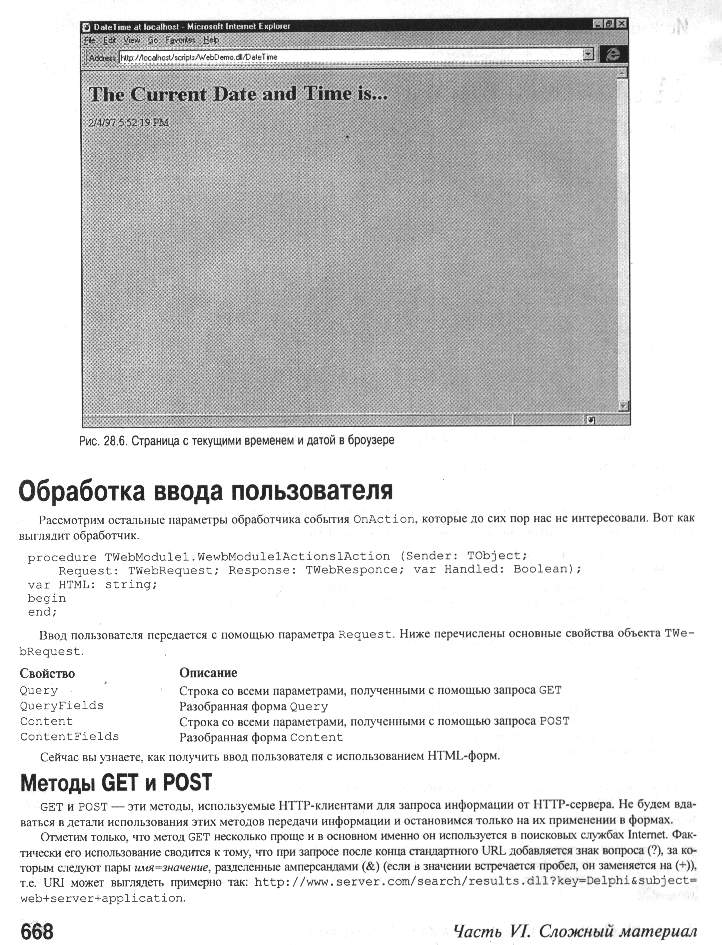 DateTime at localhost - Microsoft Internet Explorer
File Edit View Go Favorites Help
Address http://localhost/scripts/WebDemo.dll/DateTime
The Current Date and Time is...
2/4/97 5:52:19 PM
Рис. 28.6. Страница с текущими временем и датой в броузере
Обработка ввода пользователя
Рассмотрим остальные параметры обработчика события OnAction, которые до сих пор нас не интересовали. Вот как
выглядит обработчик.
procedure TWebModule1.WewbModule1Actions1Action (Sender: TObject;
Request: TWebRequest; Response: TWebResponce; var Handled: Boolean);
var HTML: string;
begin
end;
Ввод пользователя передается с помощью параметра Request. Ниже перечислены основные свойства объекта TWe-
bRequest.
Свойство Описание
Query Строка со всеми параметрами, полученными с помощью запроса GET
QueryFields Разобранная форма Query
Content Строка со всеми параметрами, полученными с помощью запроса POST
ContentFields Разобранная форма Content
Сейчас вы узнаете, как получить ввод пользователя с использованием HTML-форм.
Методы GET и POST
GET и POST — эти методы, используемые HTTP-клиентами для запроса информации от HTTP-сервера. Не будем вда-
ваться в детали использования этих методов передачи информации и остановимся только на их применении в формах.
Отметим только, что метод GET несколько проще и в основном именно он используется в поисковых службах Internet. Фак-
тически его использование сводится к тому, что при запросе после конца стандартного URL добавляется знак вопроса (?), за ко-
торым следуют пары имя=значение, разделенные амперсандами (&) (если в значении встречается пробел, он заменяется на (+)),
т.е. URI может выглядеть примерно так: http://www.server.com/search/results.dll?key=Delphi&subject=
web+server+application.
668 Часть VI. Сложный материал